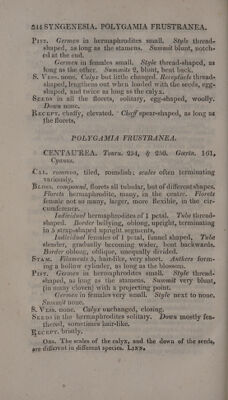 544 SYNGENESIA. POLYGAMIA FRUSTRANEA.
PIST. Germen in hermaphrodites small. Style thread-
shaped, as long as the stamens. Summit blunt, notch-
ed at the end.
Germen in females small. Style thread-shaped, as
long as the other. Summits 2, blunt, bent back.
S. VESS. none. Calyx but little changed. Receptacle thread-
shaped, lengthens out when loaded with the seeds, egg-
shaped, and twice as long as the calyx.
SEEDS in all the florets, solitary, egg-shaped, woolly.
Down none.
RECEPT. chaffy, elevated. Chaff spear-shaped, as long as
the florets.
POLYGAMIA FRUSTRANEA.
CENTAUREA. Tourn. 254, & 250. Gærtn. 161,
Cyanus.
CAL. common, tiled, roundish; scales often terminating
variously.
BLOSS. compound, florets all tubular, but of different shapes.
Florets hermaphrodite, many, in the center. Florets
female not so many, larger, more flexible, in the cir-
cumference.
Individual hermaphrodites of 1 petal. Tube thread-
shaped. Border bellying, oblong, upright, terminating
in 5 strap-shaped upright segments.
Individual females of 1 petal, funnel shaped, Tube
slender, gradually becoming wider, bent backwards.
Border oblong, oblique, unequally divided.
STAM. Filaments 5, hair-like, very short. Anthers form-
ing a hollow cylinder, as long as the blossom.
PIST. Germen in hermaphrodites small. Style thread-
shaped, as long as the stamens. Summit very blunt,
(in many cloven) with a projecting point.
Germen in females very small. Style next to none.
Summit none.
S. VESS. none. Calyx unchanged, closing.
SEEDS in the hermaphrodites solitary. Down mostly fea-
thered, sometimes hair-like.
RECEPT. bristly.
OBS. The scales of the calyx, and the down of the seeds,
are different in different species. LINN.